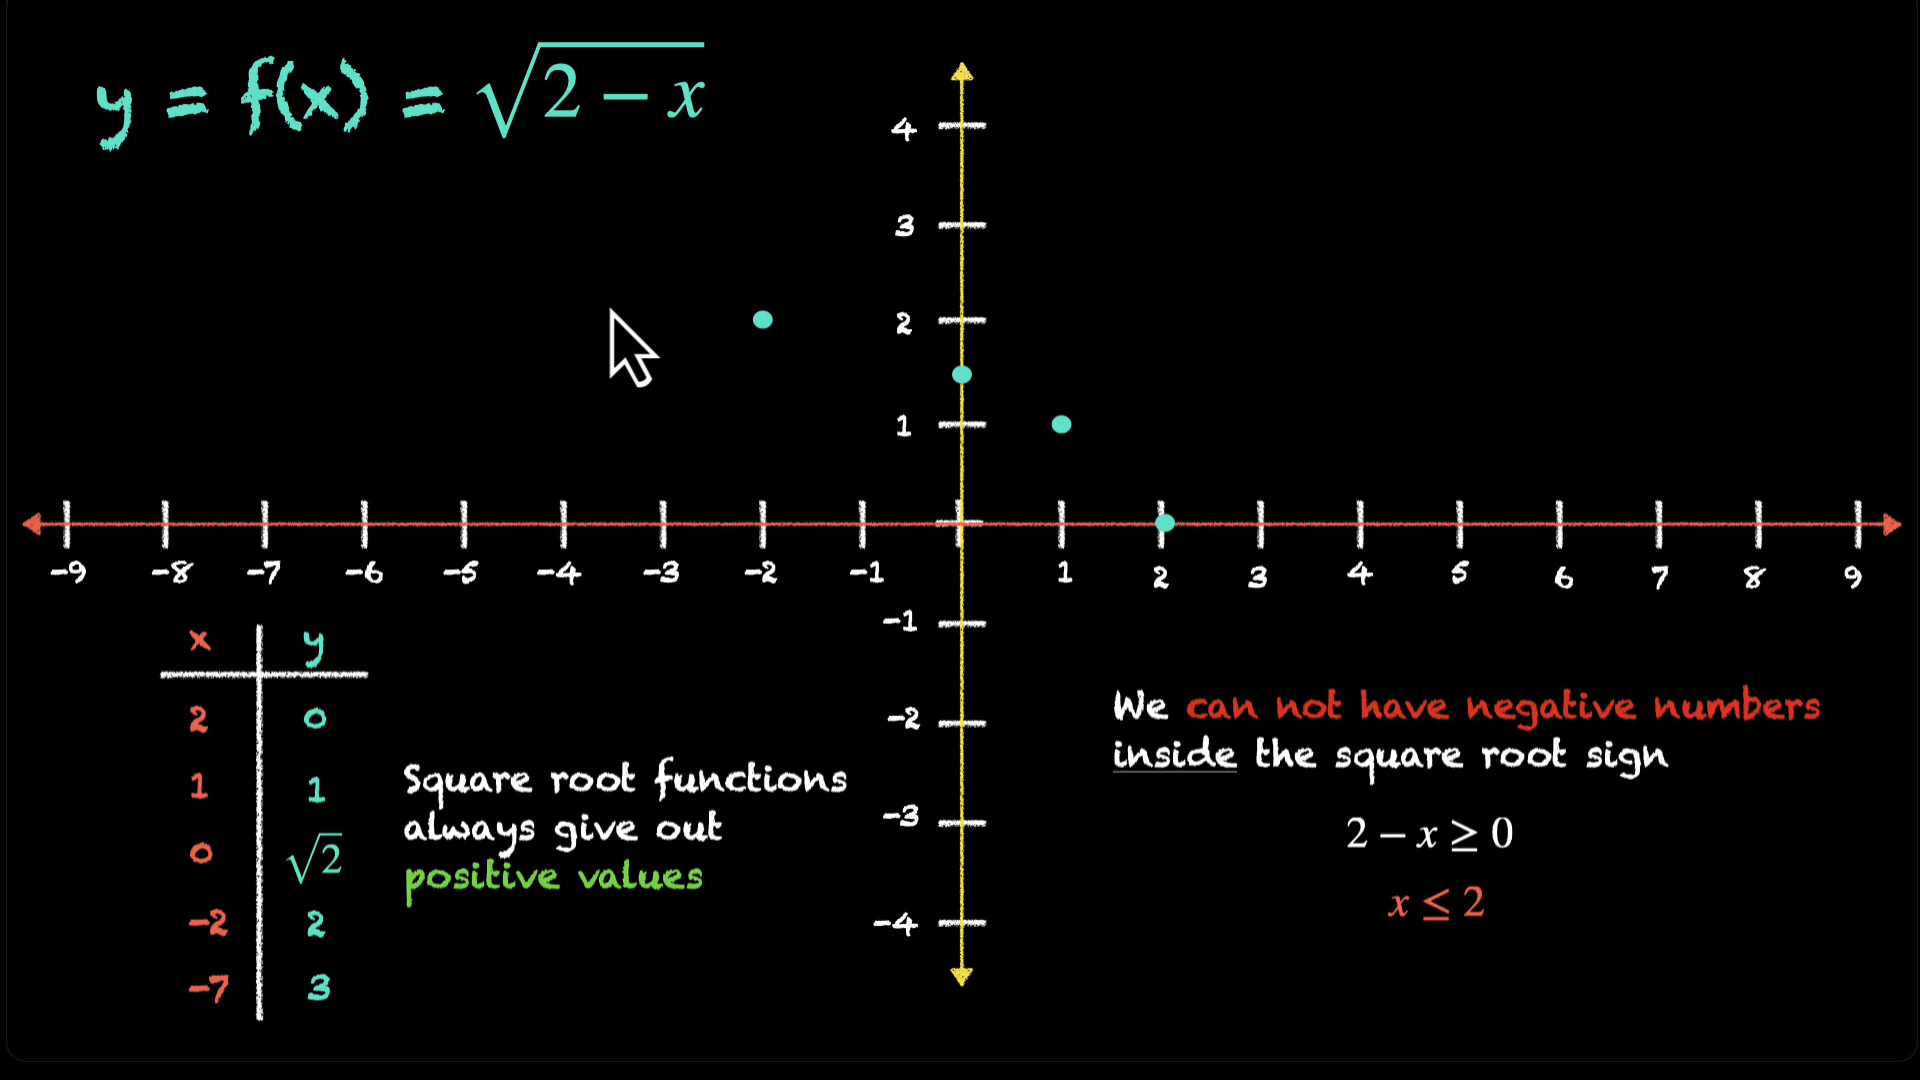 y = f(x) = √(2 − x)
4
3
2
1
-9 -8 -7 -6 -5 -4 -3 -2 -1 1 2 3 4 5 6 7 8 9
-1
-2
-3
-4
x y
2 0
1 1
0 √2
-2 2
-7 3
Square root functions
always give out
positive values
We can not have negative numbers
inside the square root sign
2 − x ≥ 0
x ≤ 2